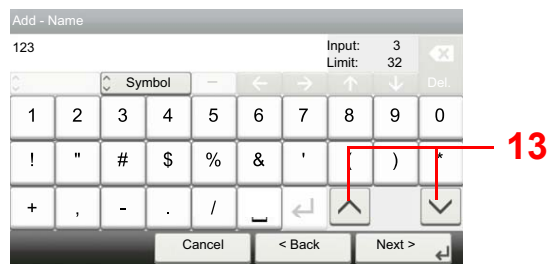 Add - Name
123 Input: 3
Limit: 32
Symbol Del.
1 2 3 4 5 6 7 8 9 0
! " # $ % & ' ( ) *
+ , - . /
Cancel < Back Next >
13